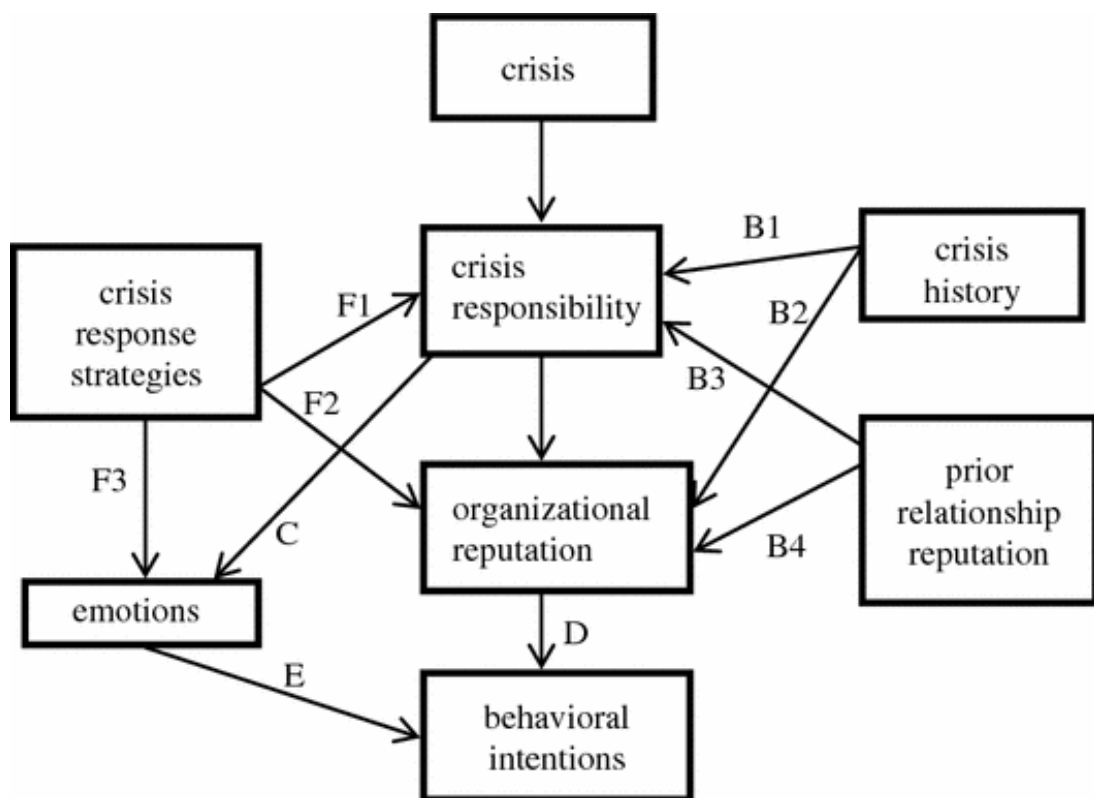 crisis
B1
crisis
history
crisis
responsibility
crisis
response
strategies
F1
B2
F2
B3
F3
C
organizational
reputation
prior
relationship
reputation
B4
emotions
D
E
behavioral
intentions